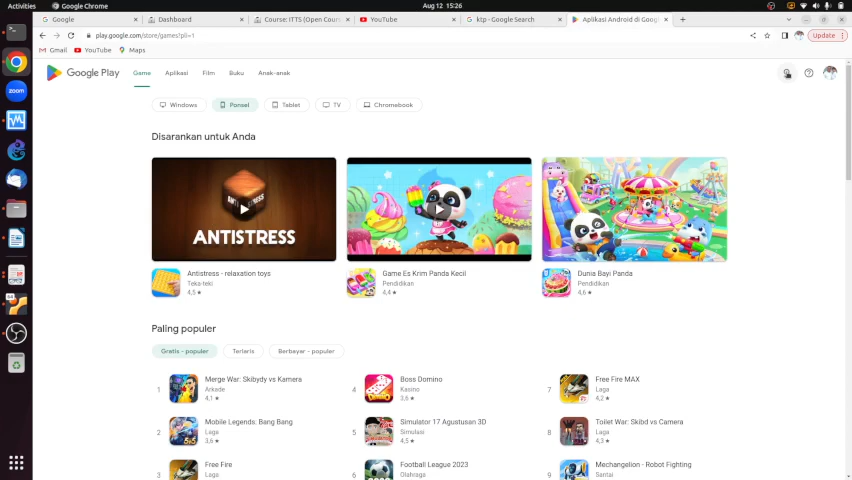 Activities
Google Chrome
Aug 12 15:26
Google
Dashboard
Course: ITTS (Open Cour
YouTube
ktp - Google Search
Aplikasi Android di Googl
play.google.com/store/games?pli=1
Update
Gmail
YouTube
Maps
Google Play
Game
Aplikasi
Film
Buku
Anak-anak
Windows
Ponsel
Tablet
TV
Chromebook
Disarankan untuk Anda
ANTISTRESS
Antistress - relaxation toys
Teka-teki
4,5 ★
Game Es Krim Panda Kecil
Pendidikan
4,4 ★
Dunia Bayi Panda
Pendidikan
4,6 ★
Paling populer
Gratis - populer
Terlaris
Berbayar - populer
1
Merge War: Skibydy vs Kamera
Arkade
4,1 ★
4
Boss Domino
Kasino
3,6 ★
7
Free Fire MAX
Laga
4,2 ★
2
Mobile Legends: Bang Bang
Laga
3,6 ★
5
Simulator 17 Agustusan 3D
Simulasi
4,5 ★
8
Toilet War: Skibd vs Camera
Laga
4,3 ★
3
Free Fire
Laga
6
Football League 2023
Olahraga
9
Mechangelion - Robot Fighting
Santai
zoom